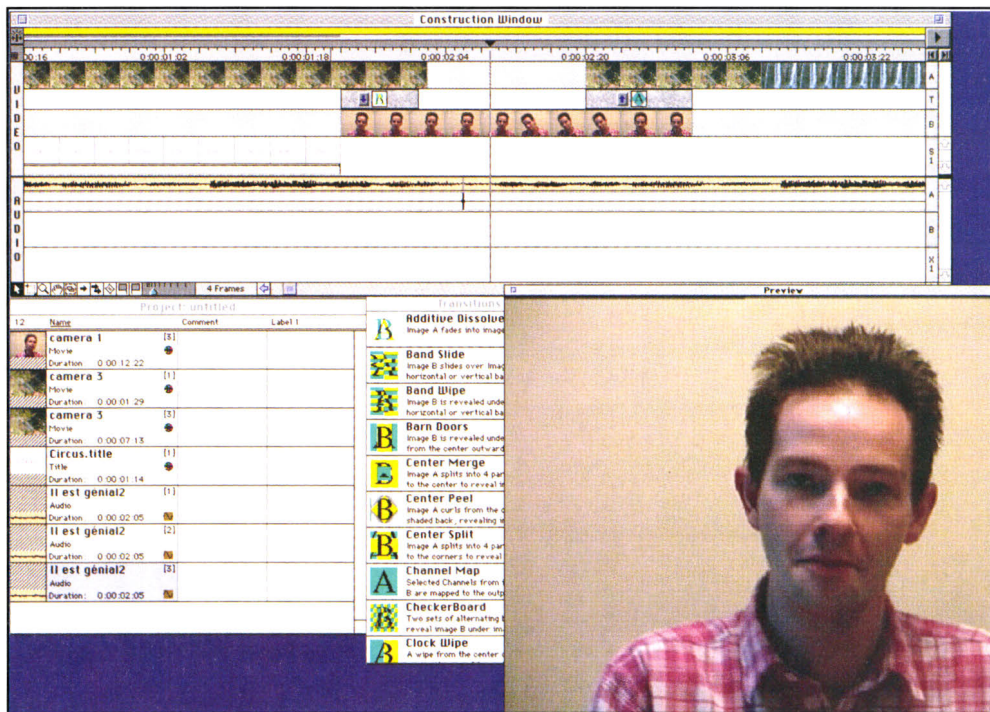 Construction Window
00:16 0:00:01:02 0:00:01:18 0:00:02:04 0:00:02:20 0:00:03:06 0:00:03:22
VIDEO
A
T
B
S1
AUDIO
A
B
X1
4 Frames
Project: untitled
12 Name Comment Label 1
camera 1 [3]
Movie
Duration 0:00:12:22
camera 3 [1]
Movie
Duration 0:00:01:29
camera 3 [3]
Movie
Duration 0:00:07:13
Circus.title [1]
Title
Duration 0:00:01:14
Il est génial2 [1]
Audio
Duration 0:00:02:05
Il est génial2 [2]
Audio
Duration 0:00:02:05
Il est génial2 [3]
Audio
Duration: 0:00:02:05
Transitions
Additive Dissolve
Image A fades into image
Band Slide
Image B slides over Imag
horizontal or vertical ba
Band Wipe
Image B is revealed unde
horizontal or vertical ba
Barn Doors
Image B is revealed unde
from the center outward
Center Merge
Image A splits into 4 par
to the center to reveal i
Center Peel
Image A curls from the c
shaded back, revealing i
Center Split
Image A splits into 4 par
to the corners to reveal
Channel Map
Selected Channels from
B are mapped to the outp
CheckerBoard
Two sets of alternating b
reveal image B under im
Clock Wipe
A wipe from the center
Preview